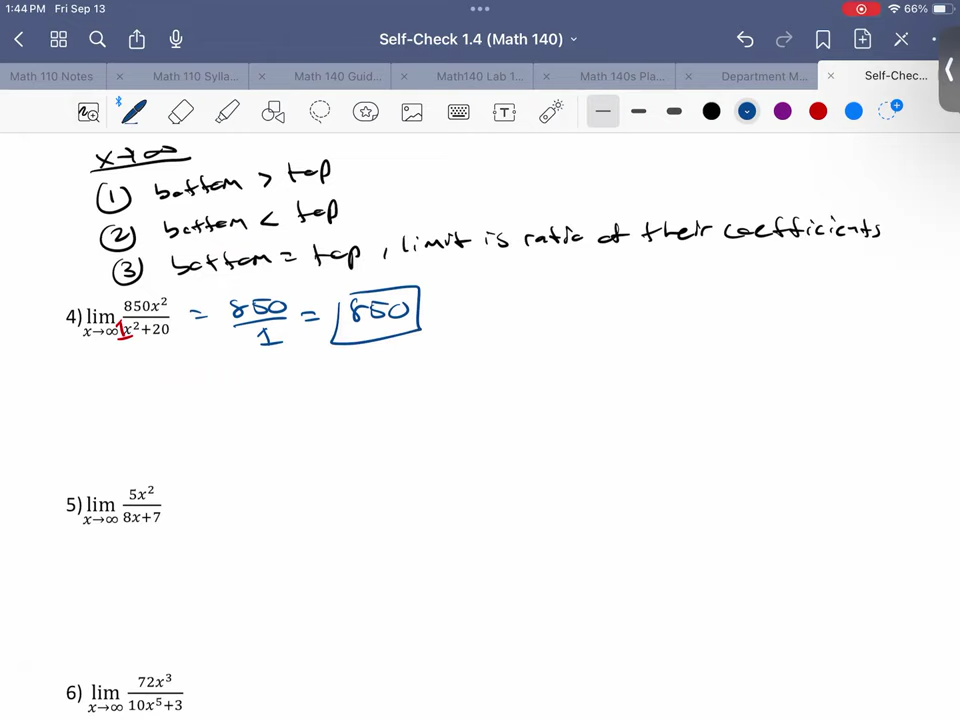 1:44 PM Fri Sep 13 66%
Self-Check 1.4 (Math 140)
Math 110 Notes × Math 110 Sylla... × Math 140 Guid... × Math140 Lab 1... × Math 140s Pla... × Department M... × Self-Chec...
x→∞
① bottom > top
② bottom < top
③ bottom = top, limit is ratio of their coefficients
4) lim x→∞ 850x²/1x²+20 = 850/1 = 850
5) lim x→∞ 5x²/8x+7
6) lim x→∞ 72x³/10x⁵+3